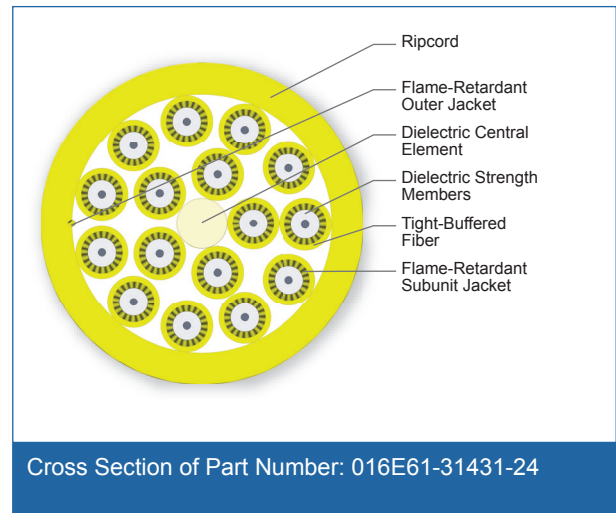 Ripcord
Flame-Retardant
Outer Jacket
Dielectric Central
Element
Dielectric Strength
Members
Tight-Buffered
Fiber
Flame-Retardant
Subunit Jacket
Cross Section of Part Number: 016E61-31431-24